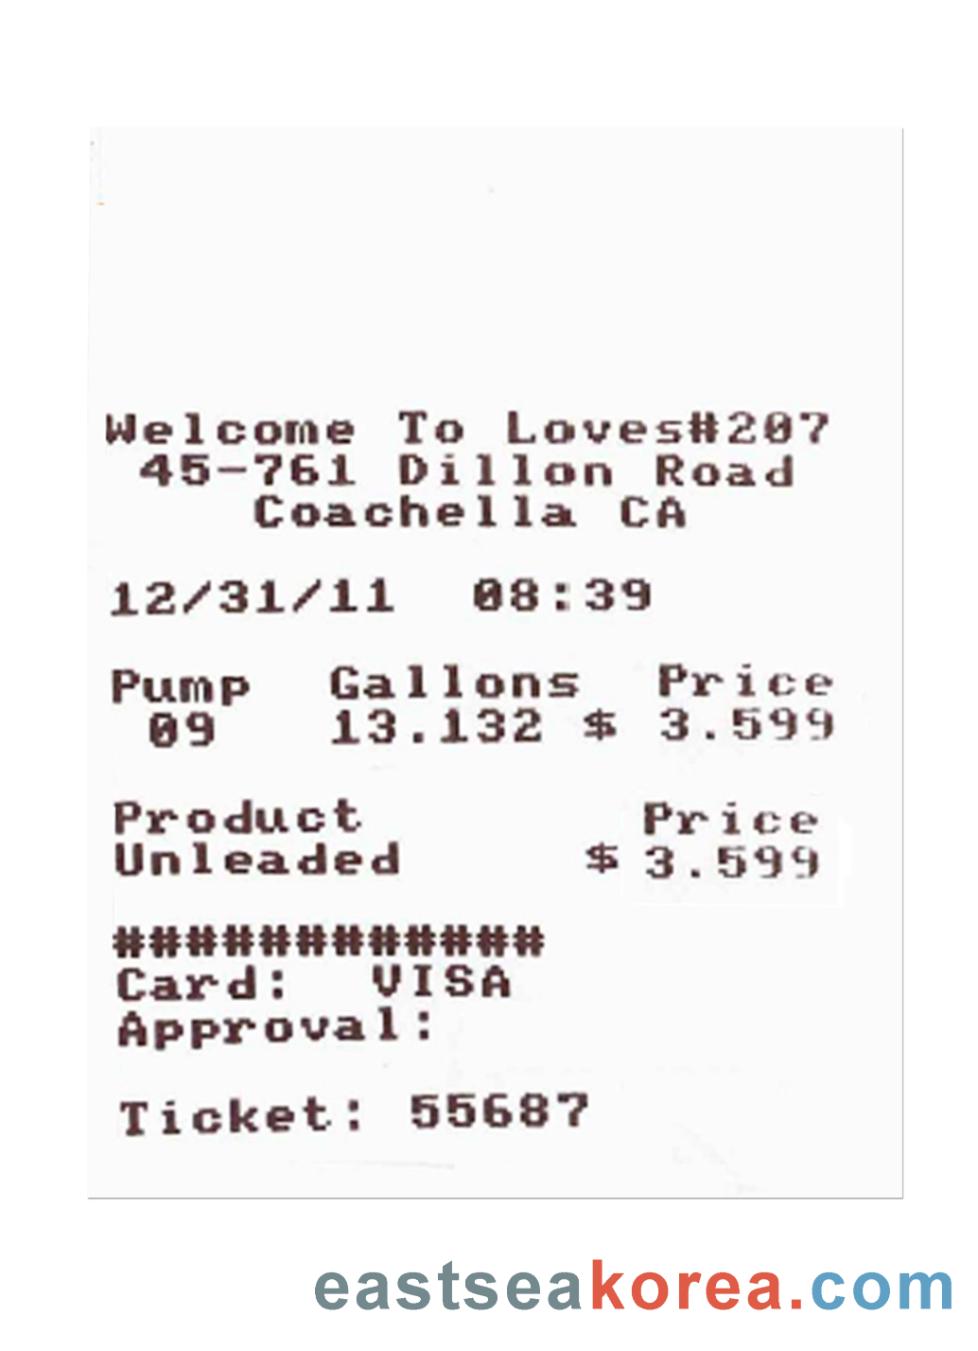 Welcome To Loves#207
45-761 Dillon Road
Coachella CA
12/31/11 08:39
Pump Gallons Price
09 13.132 $ 3.599
Product Price
Unleaded $ 3.599
############
Card: VISA
Approval:
Ticket: 55687
eastseakorea.com